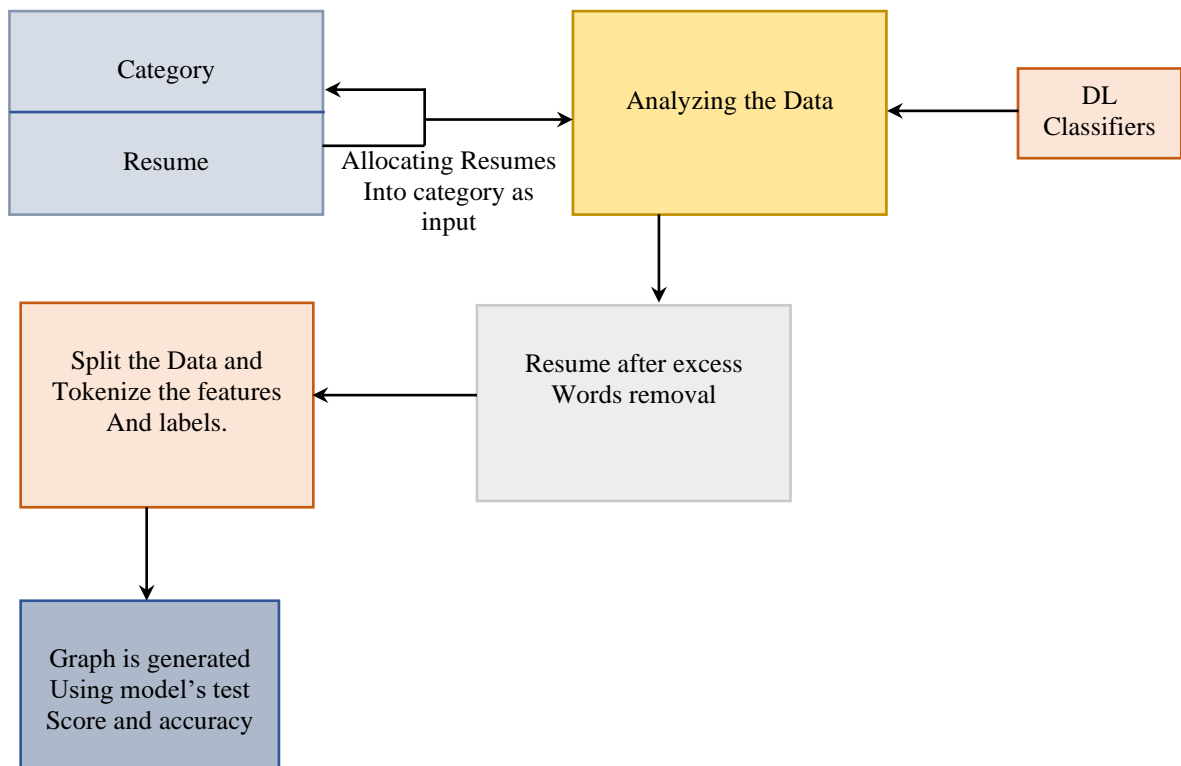 Category
Resume
Allocating Resumes
Into category as
input
Analyzing the Data
DL
Classifiers
Resume after excess
Words removal
Split the Data and
Tokenize the features
And labels.
Graph is generated
Using model’s test
Score and accuracy